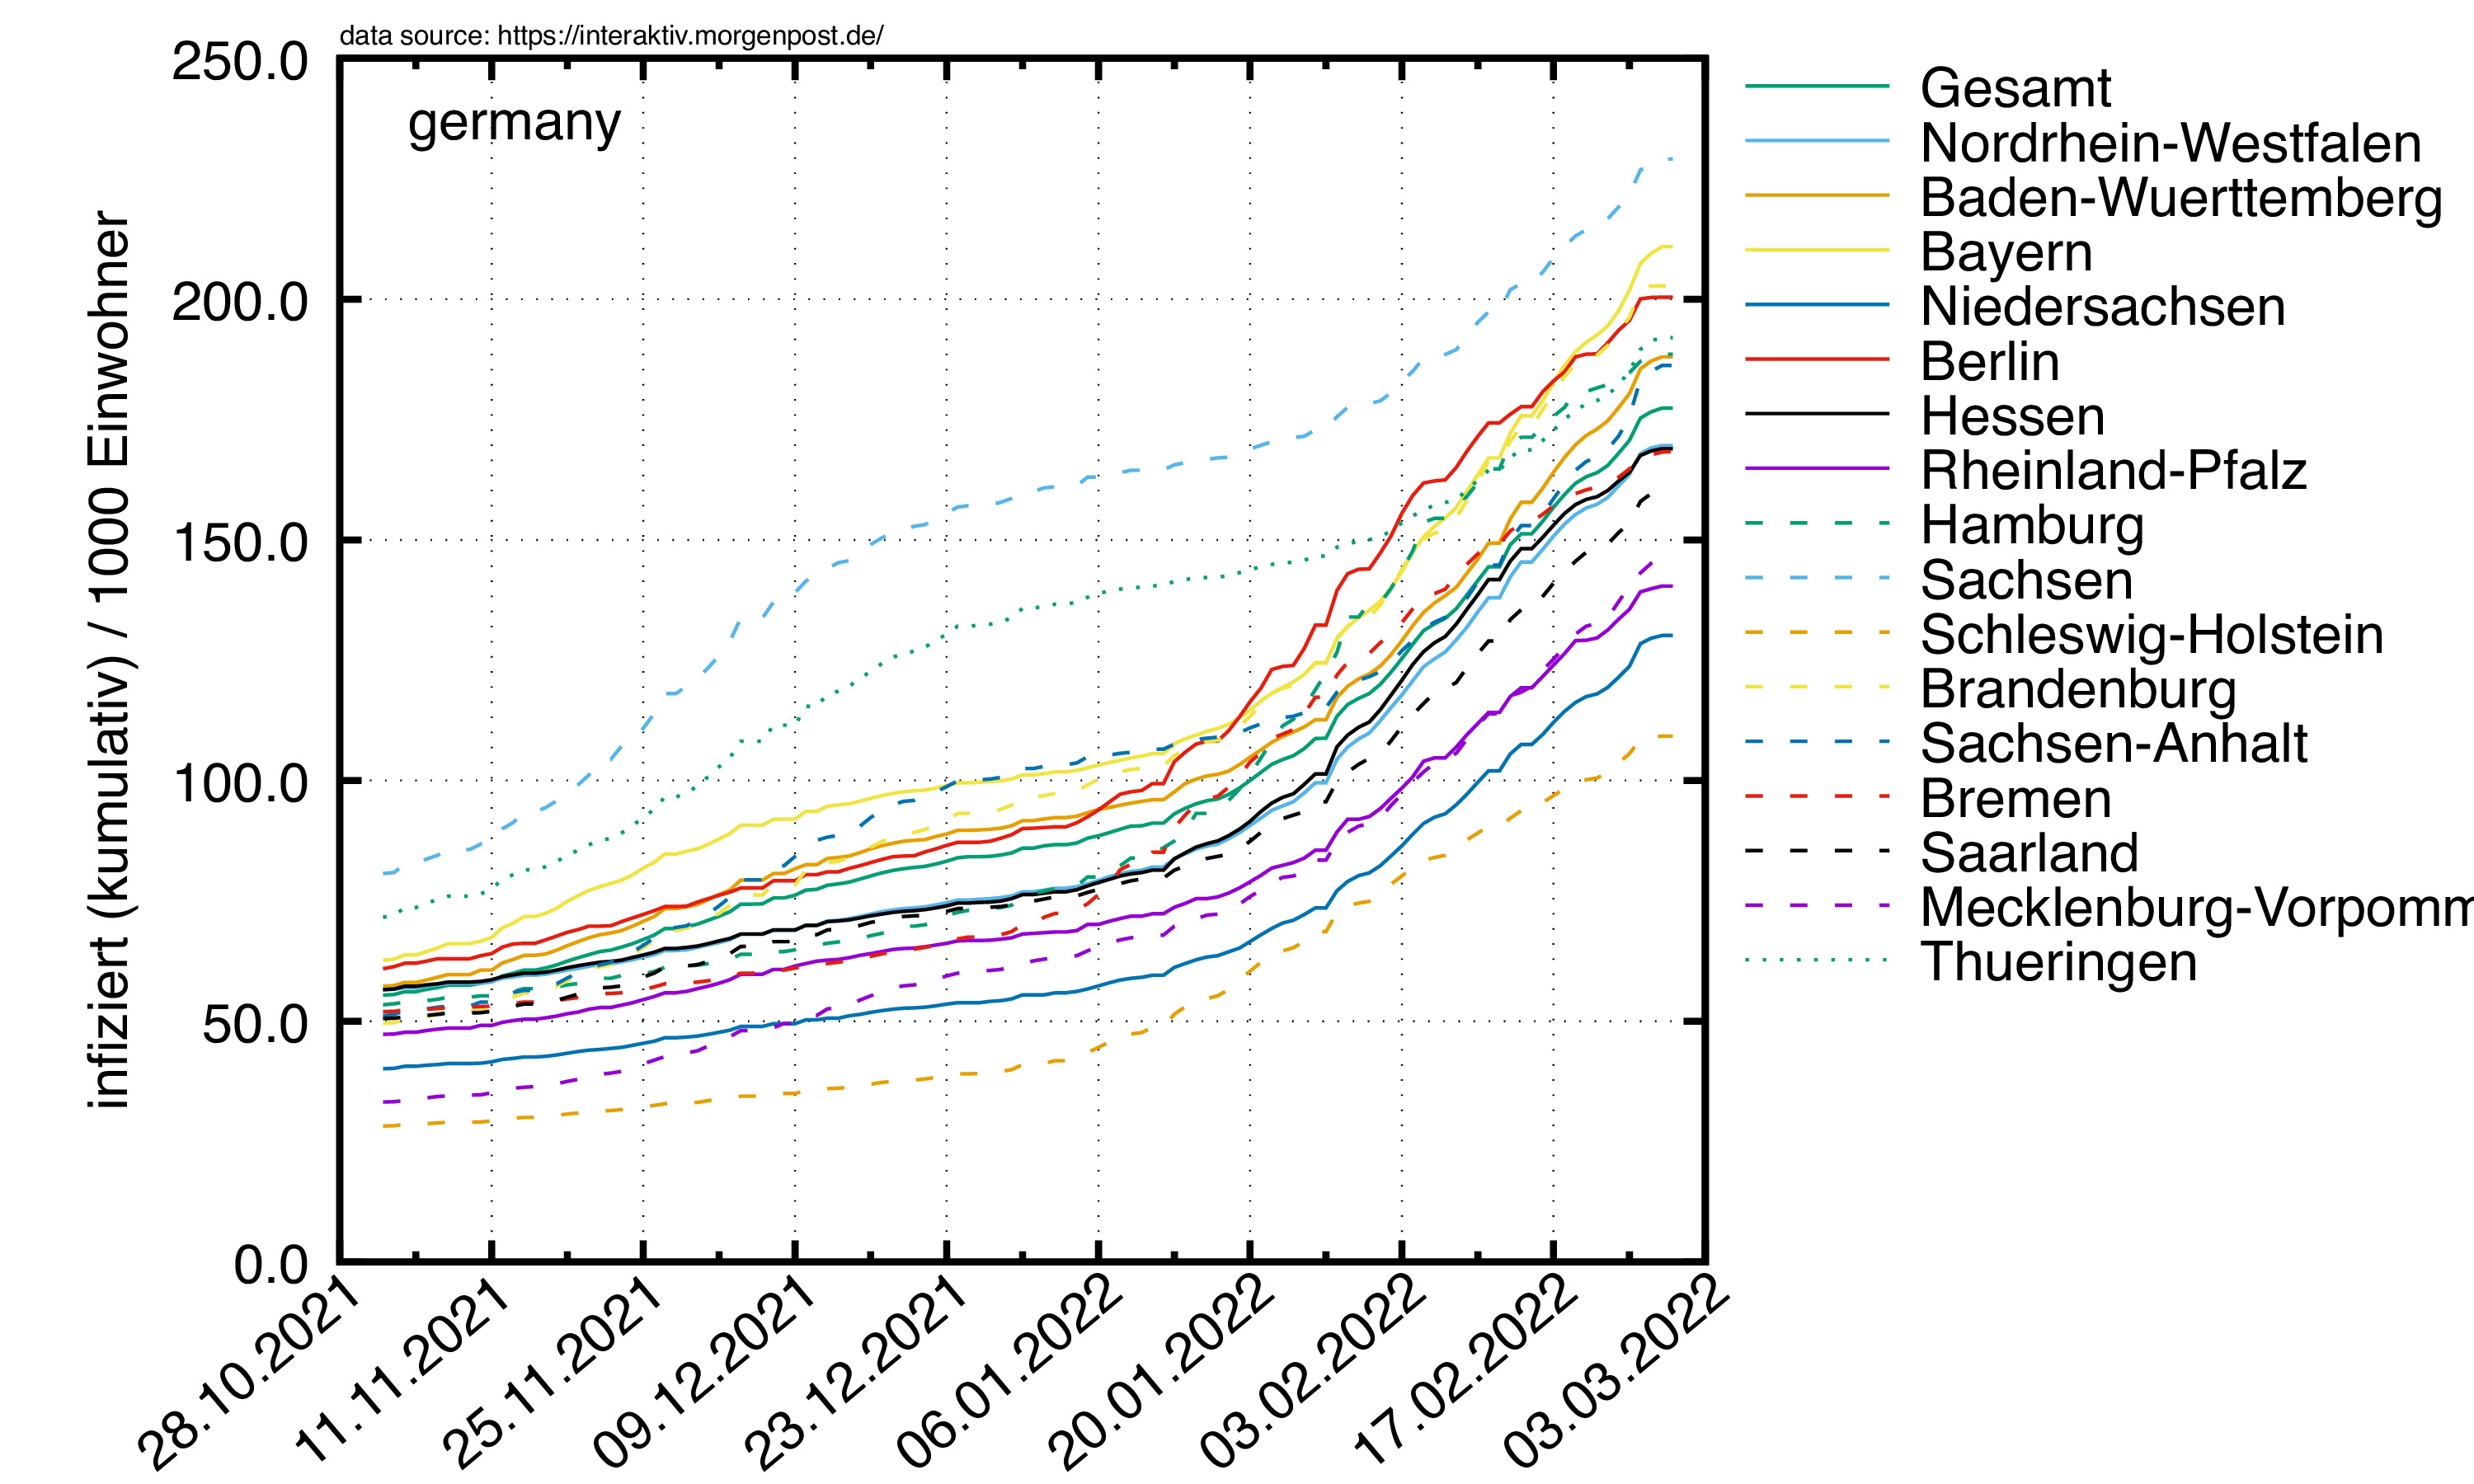 data source: https://interaktiv.morgenpost.de/
germany
infiziert (kumulativ) / 1000 Einwohner
250.0
200.0
150.0
100.0
50.0
0.0
28.10.2021
11.11.2021
25.11.2021
09.12.2021
23.12.2021
06.01.2022
20.01.2022
03.02.2022
17.02.2022
03.03.2022
Gesamt
Nordrhein-Westfalen
Baden-Wuerttemberg
Bayern
Niedersachsen
Berlin
Hessen
Rheinland-Pfalz
Hamburg
Sachsen
Schleswig-Holstein
Brandenburg
Sachsen-Anhalt
Bremen
Saarland
Mecklenburg-Vorpomm
Thueringen